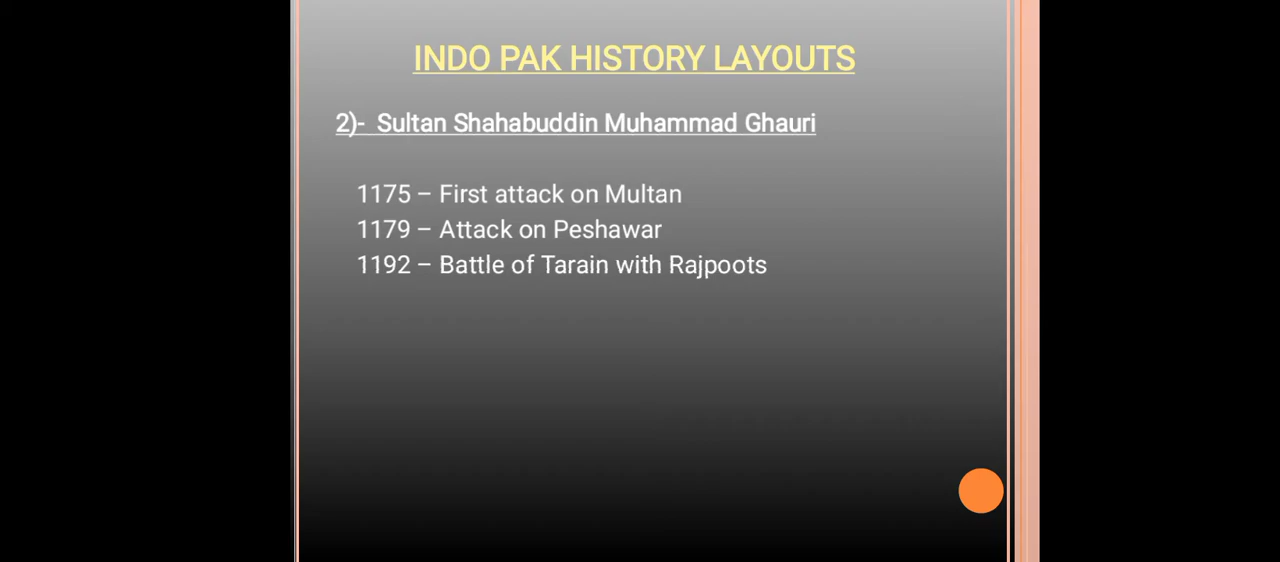 INDO PAK HISTORY LAYOUTS
2)- Sultan Shahabuddin Muhammad Ghauri
1175 – First attack on Multan
1179 – Attack on Peshawar
1192 – Battle of Tarain with Rajpoots